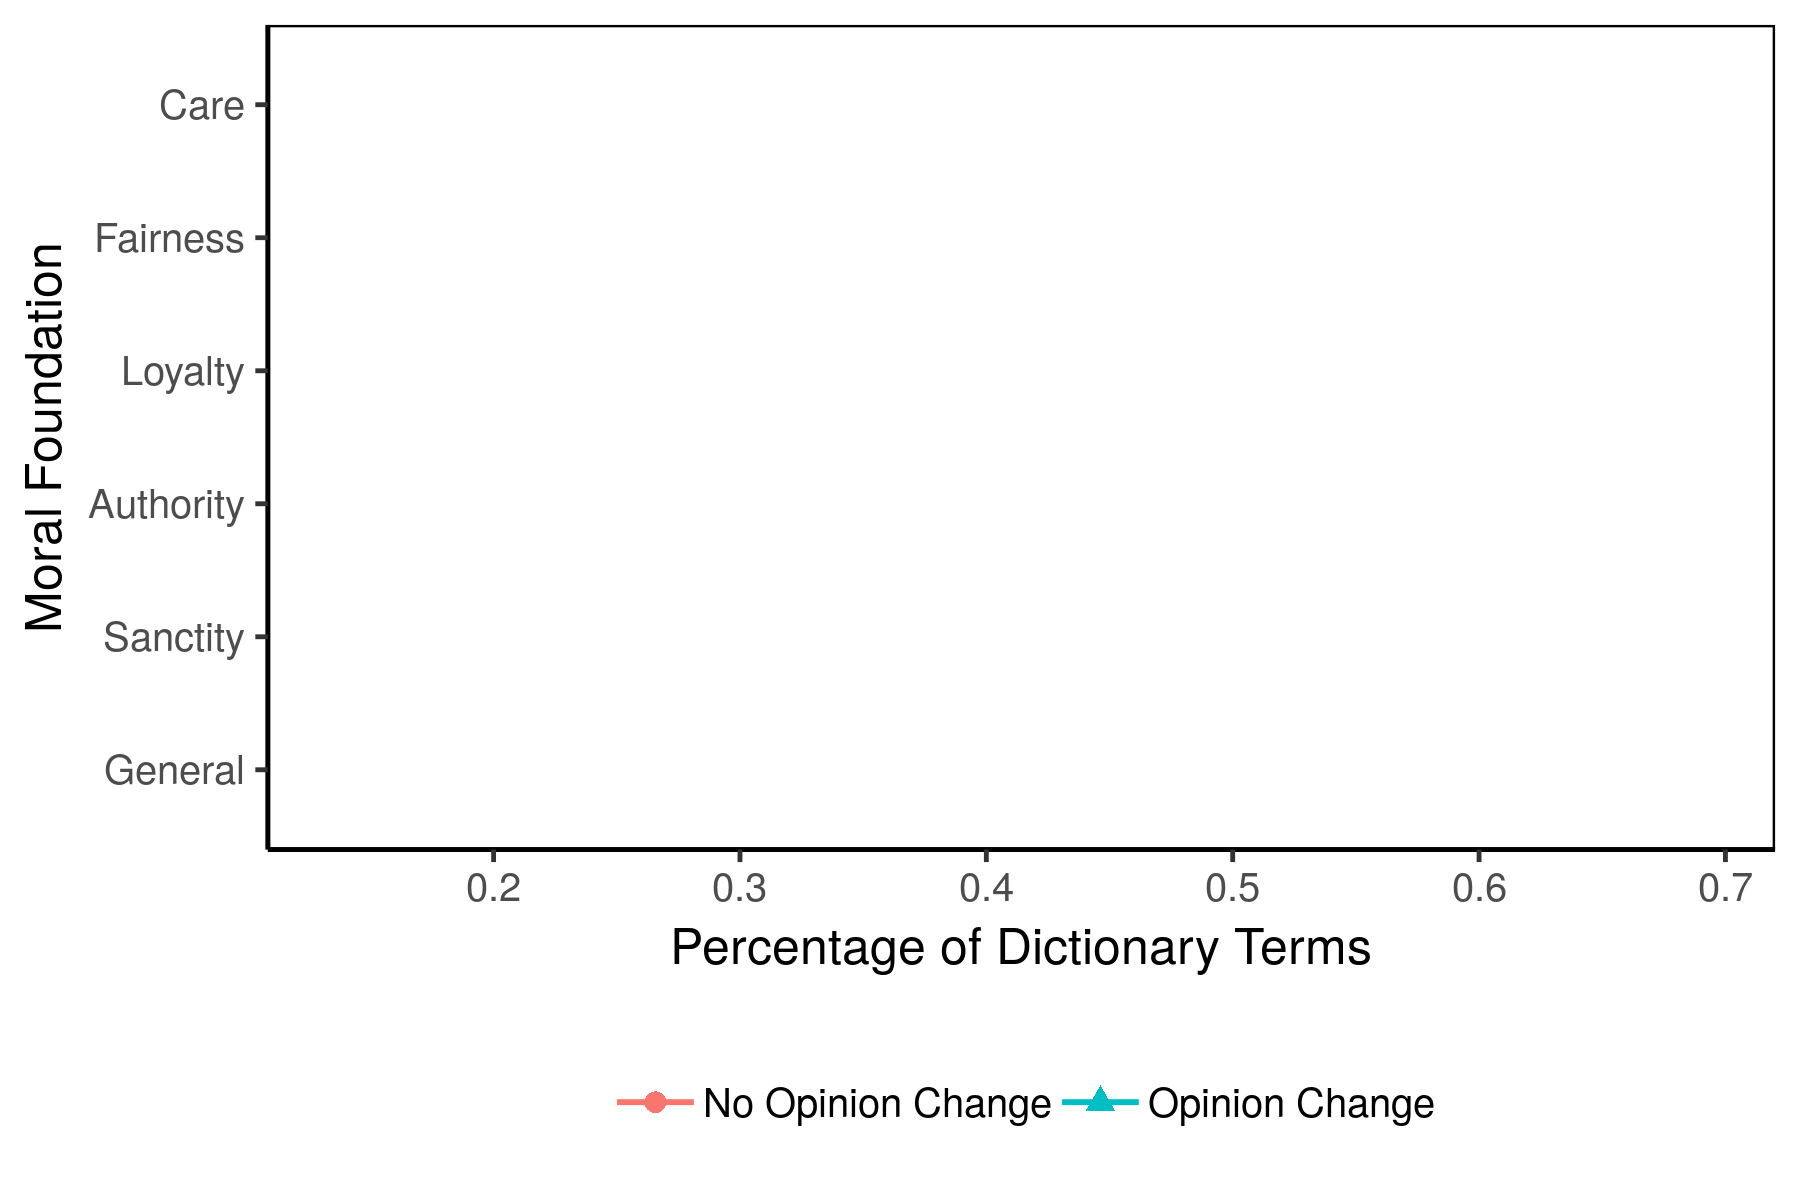 Care
Fairness
Loyalty
Authority
Sanctity
General
Moral Foundation
0.2 0.3 0.4 0.5 0.6 0.7
Percentage of Dictionary Terms
No Opinion Change Opinion Change